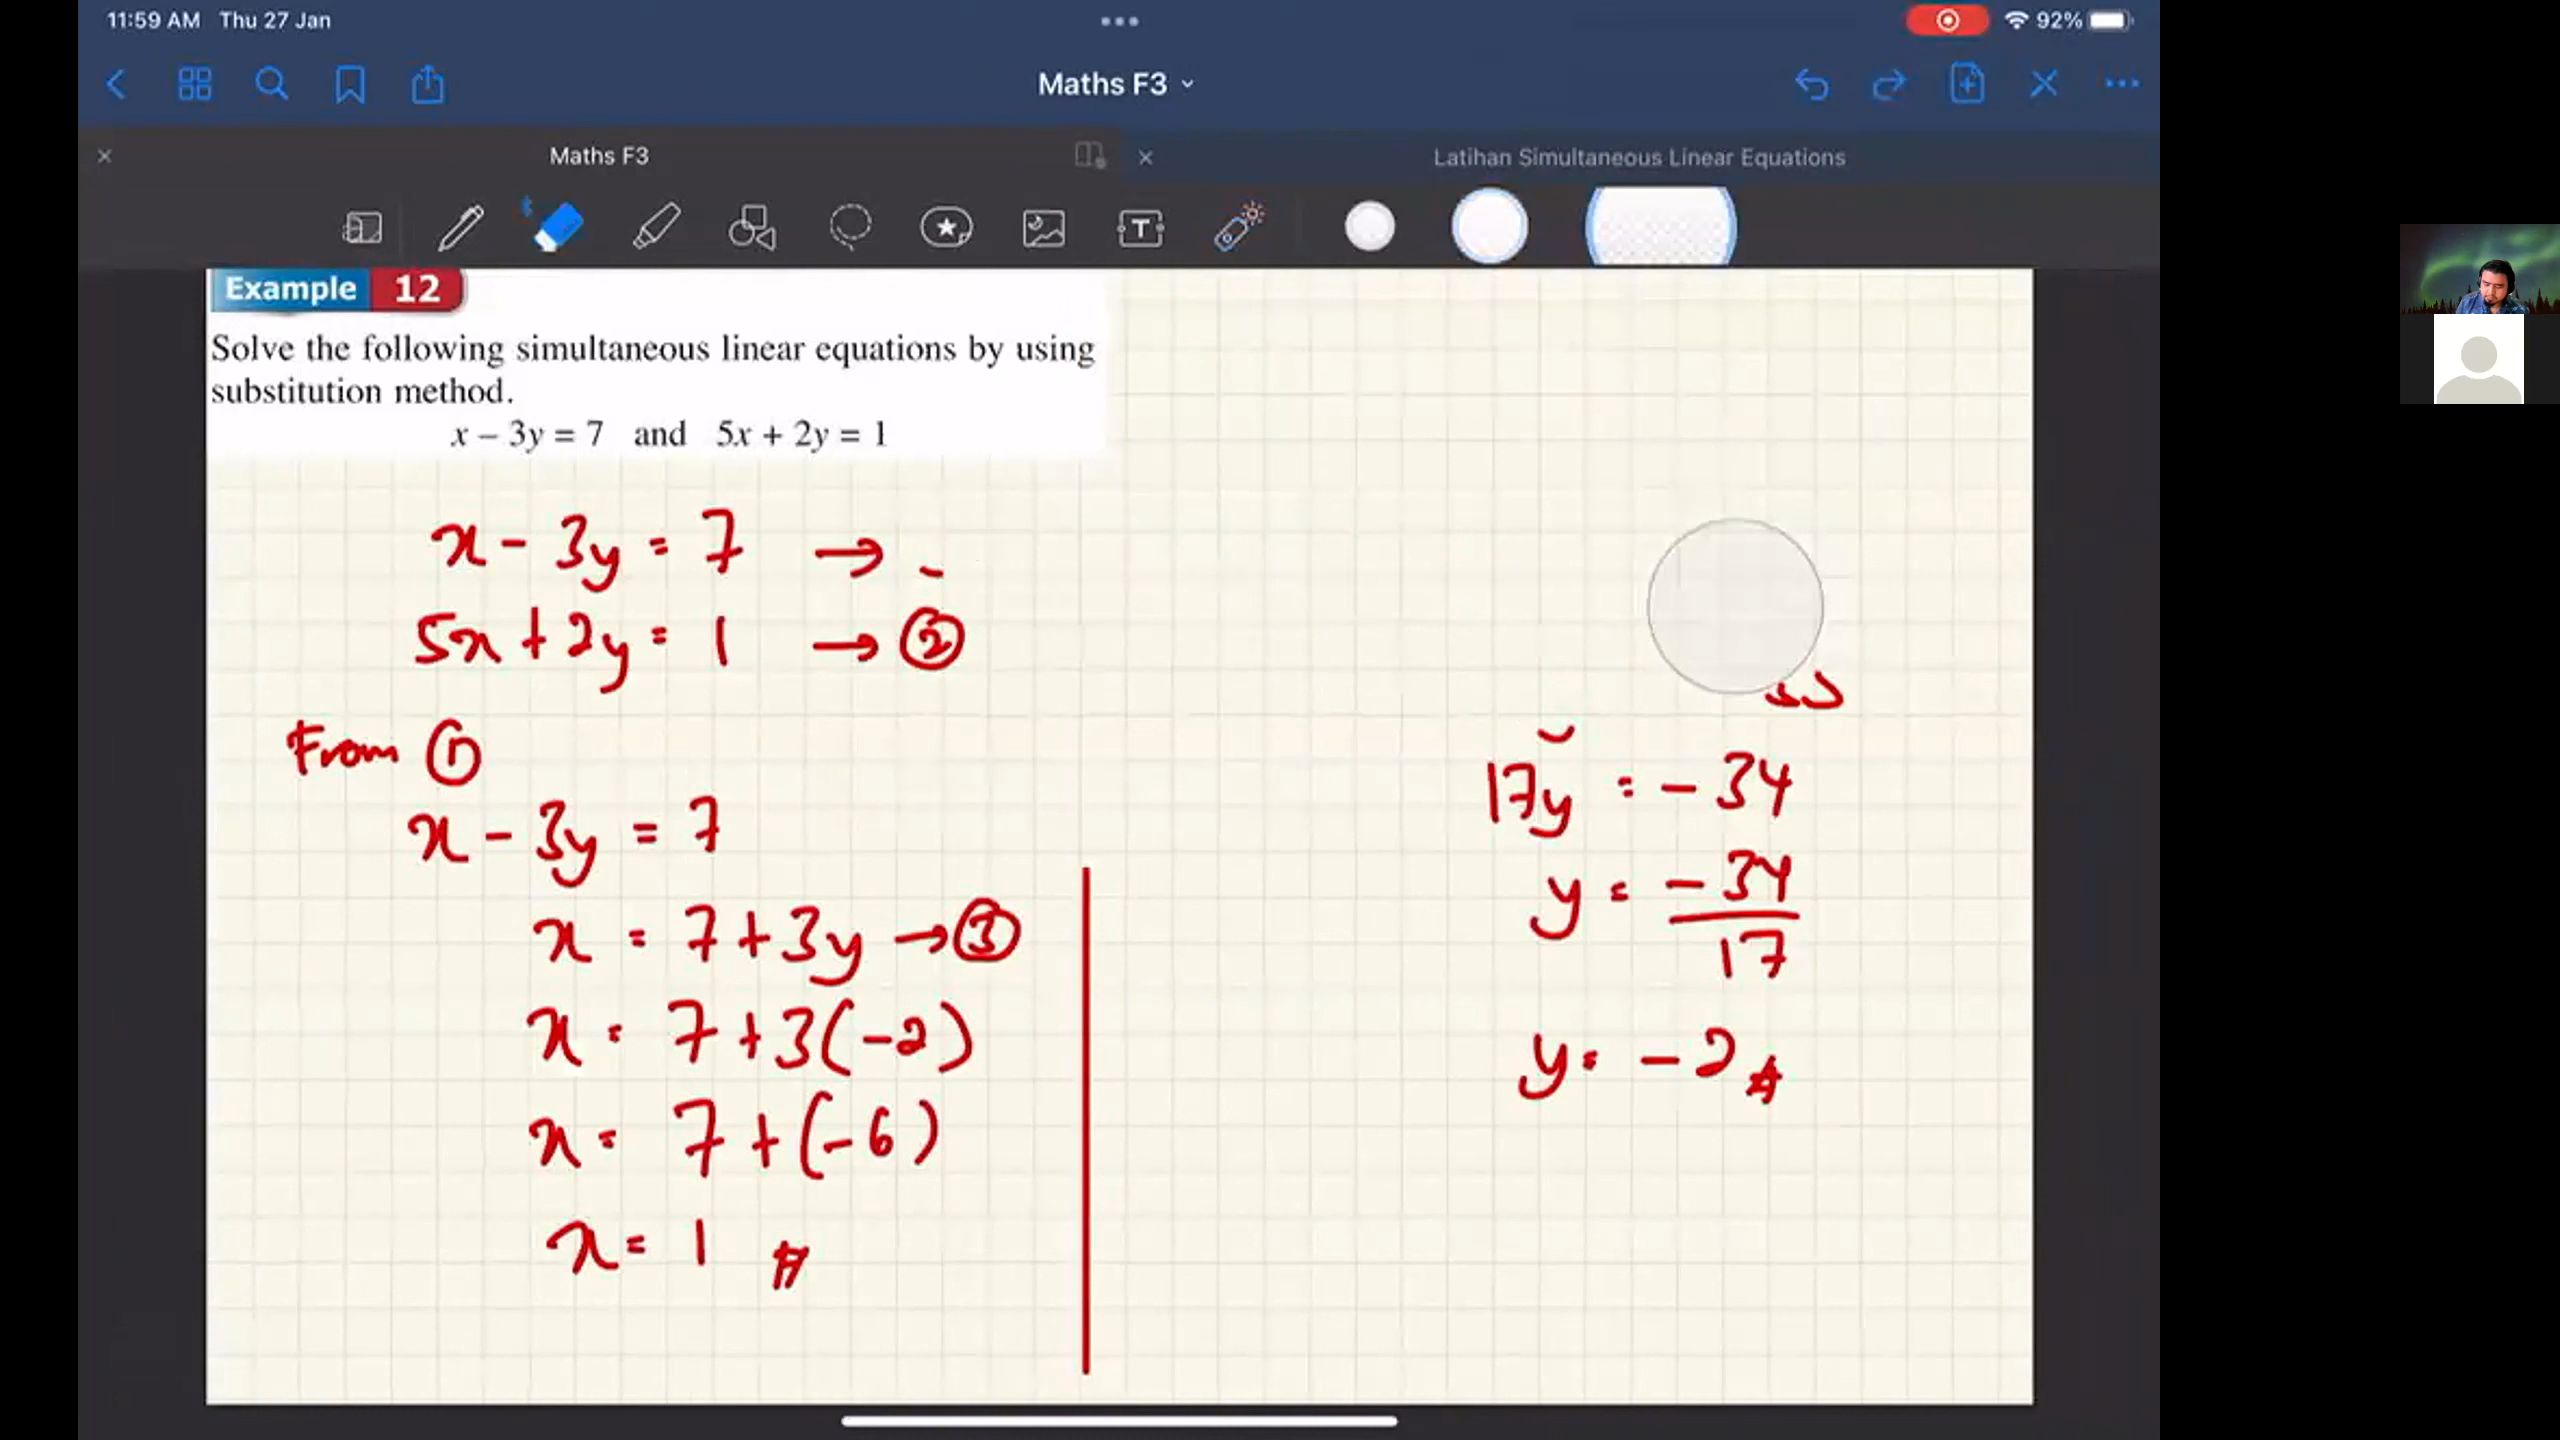 11:59 AM Thu 27 Jan
92%
Maths F3
Maths F3
Latihan Simultaneous Linear Equations
T
Example 12
Solve the following simultaneous linear equations by using
substitution method.
x – 3y = 7 and 5x + 2y = 1
x - 3y = 7 →
5x + 2y = 1 → ②
From ①
x - 3y = 7
x = 7 + 3y → ③
x = 7 + 3(-2)
x = 7 + (-6)
x = 1
17y = - 34
y = - 34
17
y = - 2